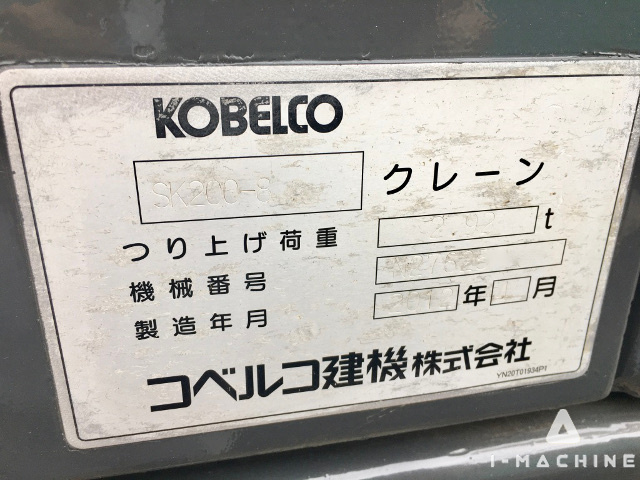 KOBELCO
SK200-8 クレーン
つり上げ荷重 t
機械番号
製造年月 年 月
コベルコ建機株式会社
YN20T01934P1
I-MACHINE